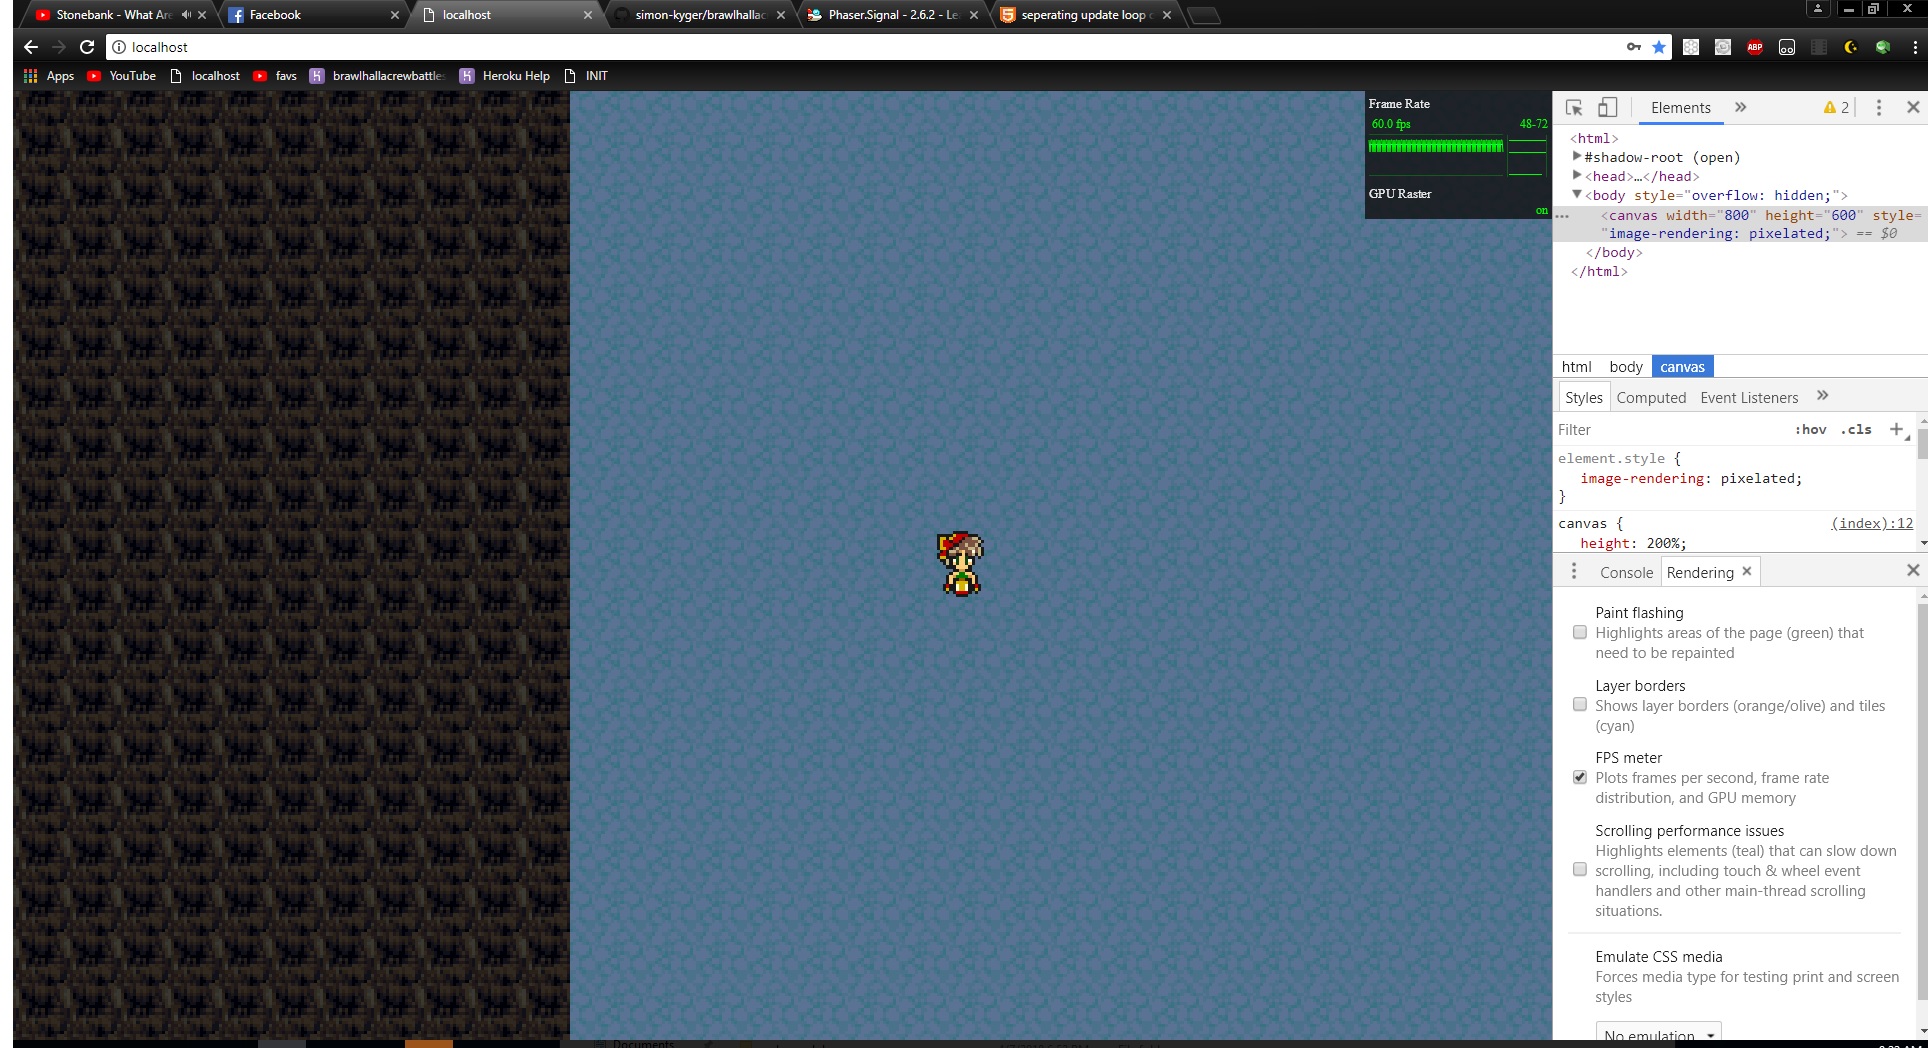 Stonebank - What Are
Facebook
localhost
simon-kyger/brawlhallac
Phaser.Signal - 2.6.2 - Le
seperating update loop
localhost
ABP
Apps
YouTube
localhost
favs
brawlhallacrewbattle
Heroku Help
INIT
Frame Rate
60.0 fps 48-72
GPU Raster
on
Elements » 2
<html>
#shadow-root (open)
<head>…</head>
<body style="overflow: hidden;">
<canvas width="800" height="600" style=
"image-rendering: pixelated;"> == $0
</body>
</html>
html body canvas
Styles Computed Event Listeners »
Filter :hov .cls +
element.style {
image-rendering: pixelated;
}
canvas { (index):12
height: 200%;
Console Rendering
Paint flashing
Highlights areas of the page (green) that
need to be repainted
Layer borders
Shows layer borders (orange/olive) and tiles
(cyan)
FPS meter
Plots frames per second, frame rate
distribution, and GPU memory
Scrolling performance issues
Highlights elements (teal) that can slow down
scrolling, including touch & wheel event
handlers and other main-thread scrolling
situations.
Emulate CSS media
Forces media type for testing print and screen
styles
No emulation
Documents